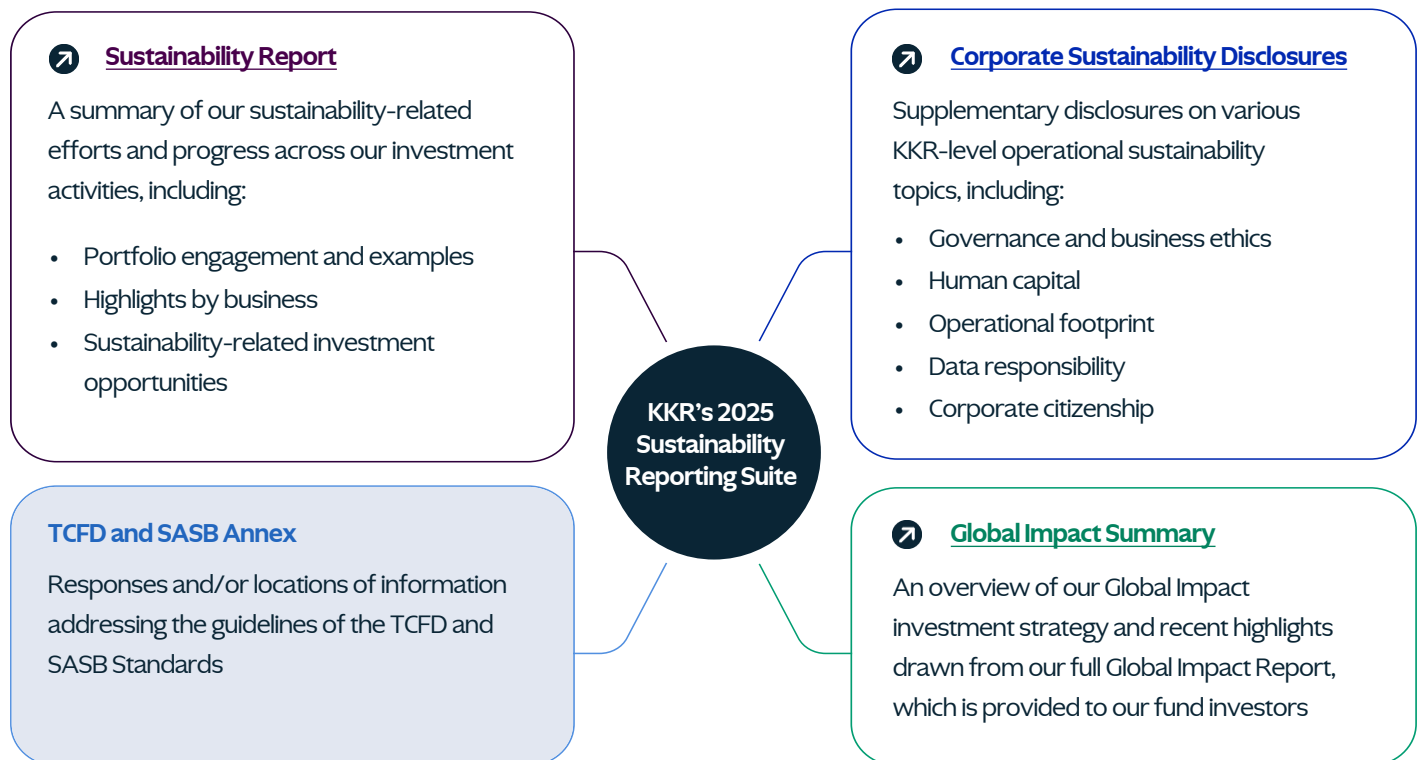 Sustainability Report
A summary of our sustainability-related
efforts and progress across our investment
activities, including:
• Portfolio engagement and examples
• Highlights by business
• Sustainability-related investment
opportunities
Corporate Sustainability Disclosures
Supplementary disclosures on various
KKR-level operational sustainability
topics, including:
• Governance and business ethics
• Human capital
• Operational footprint
• Data responsibility
• Corporate citizenship
KKR’s 2025
Sustainability
Reporting Suite
TCFD and SASB Annex
Responses and/or locations of information
addressing the guidelines of the TCFD and
SASB Standards
Global Impact Summary
An overview of our Global Impact
investment strategy and recent highlights
drawn from our full Global Impact Report,
which is provided to our fund investors